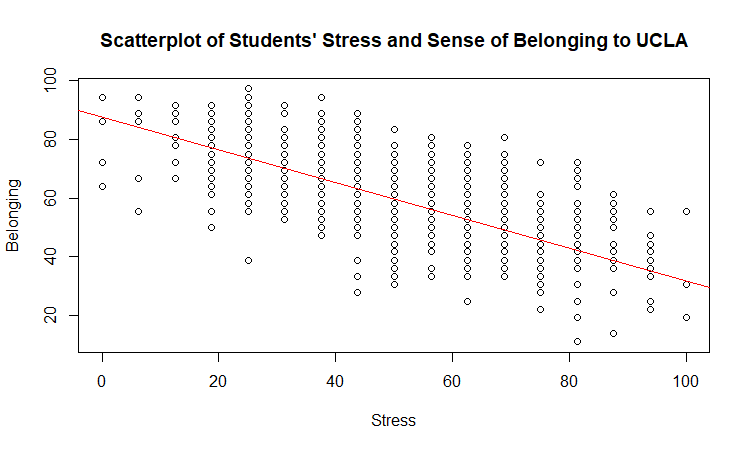 Scatterplot of Students' Stress and Sense of Belonging to UCLA
Belonging
100
80
60
40
20
0 20 40 60 80 100
Stress